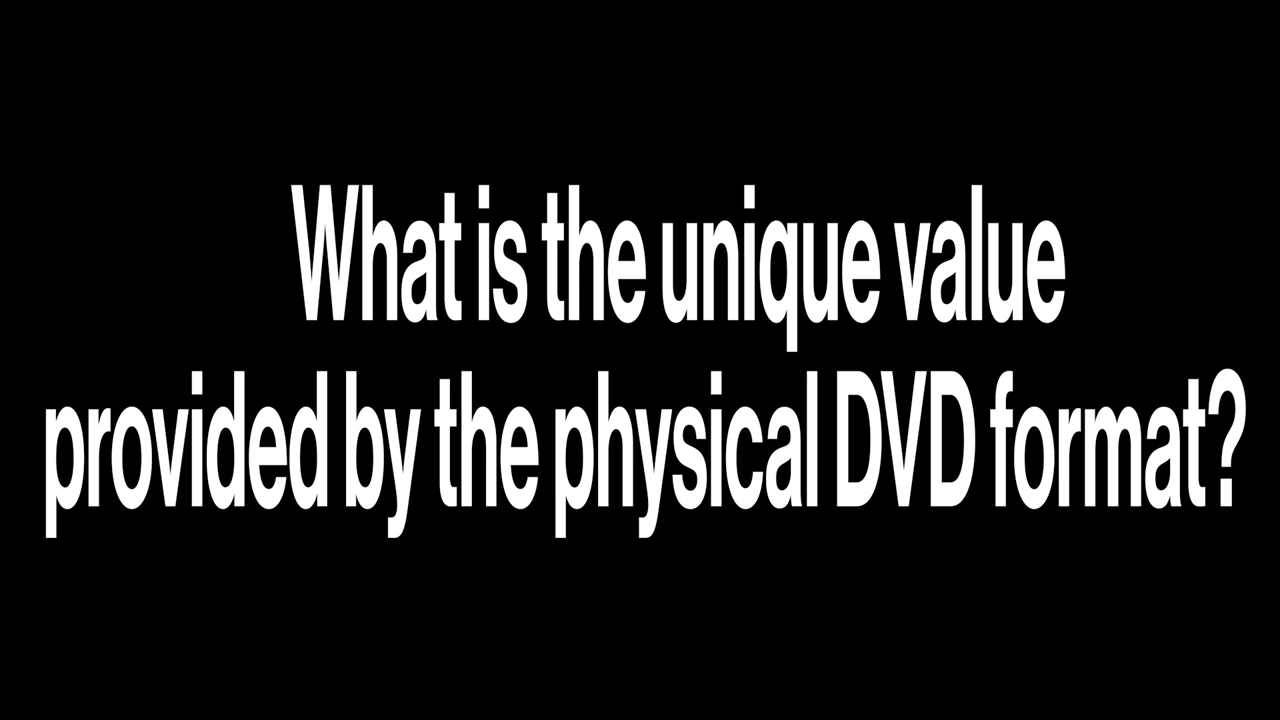 What is the unique value
provided by the physical DVD format?